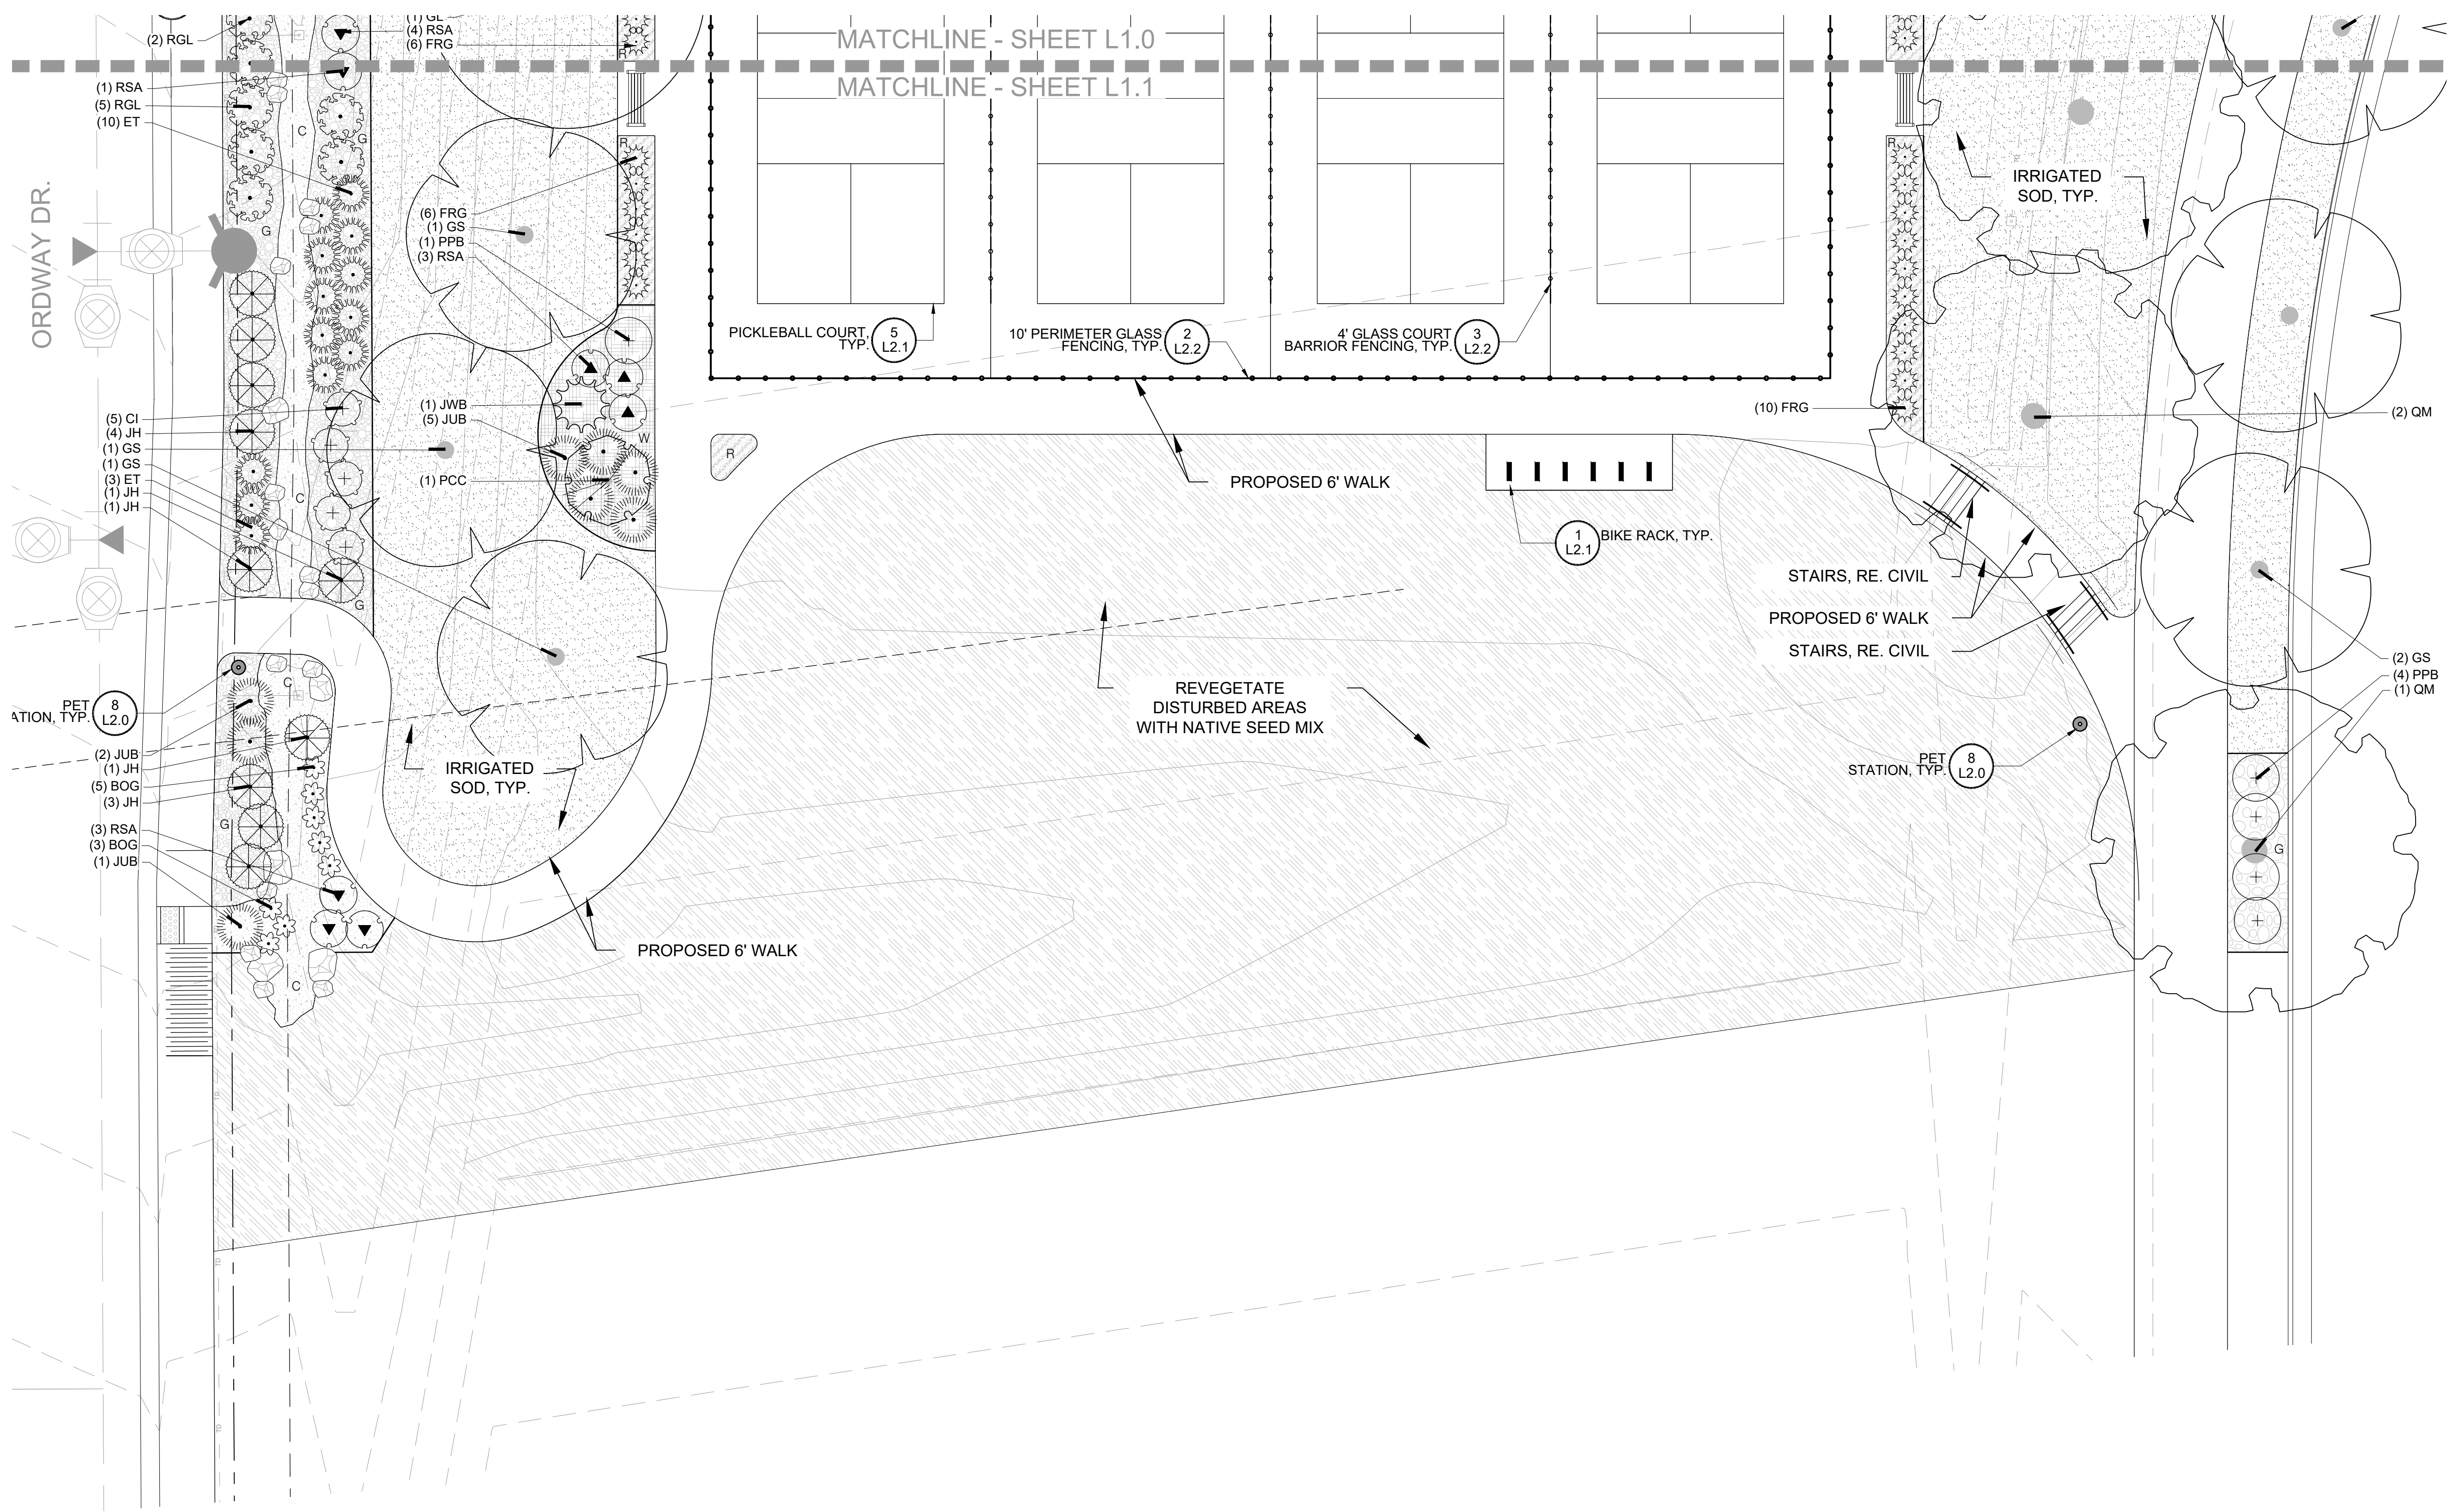 (1) GL
(2) RGL
(4) RSA
(6) FRG
R
MATCHLINE - SHEET L1.0
MATCHLINE - SHEET L1.1
(1) RSA
(5) RGL
(10) ET
C
G
R
R
IRRIGATED
SOD, TYP.
ORDWAY DR.
G
(6) FRG
(1) GS
(1) PPB
(3) RSA
PICKLEBALL COURT,
TYP.
5
L2.1
10' PERIMETER GLASS
FENCING, TYP.
2
L2.2
4' GLASS COURT
BARRIOR FENCING, TYP.
3
L2.2
(1) JWB
(5) JUB
W
R
(10) FRG
(2) QM
(5) CI
(4) JH
(1) GS
(1) GS
(3) ET
(1) JH
(1) JH
C
(1) PCC
PROPOSED 6' WALK
1
L2.1
BIKE RACK, TYP.
STAIRS, RE. CIVIL
PROPOSED 6' WALK
STAIRS, RE. CIVIL
G
(2) GS
(4) PPB
(1) QM
C
PET
ATION, TYP.
8
L2.0
REVEGETATE
DISTURBED AREAS
WITH NATIVE SEED MIX
(2) JUB
(1) JH
(5) BOG
(3) JH
IRRIGATED
SOD, TYP.
PET
STATION, TYP.
8
L2.0
G
(3) RSA
(3) BOG
(1) JUB
G
PROPOSED 6' WALK
C
TD
TD
TD